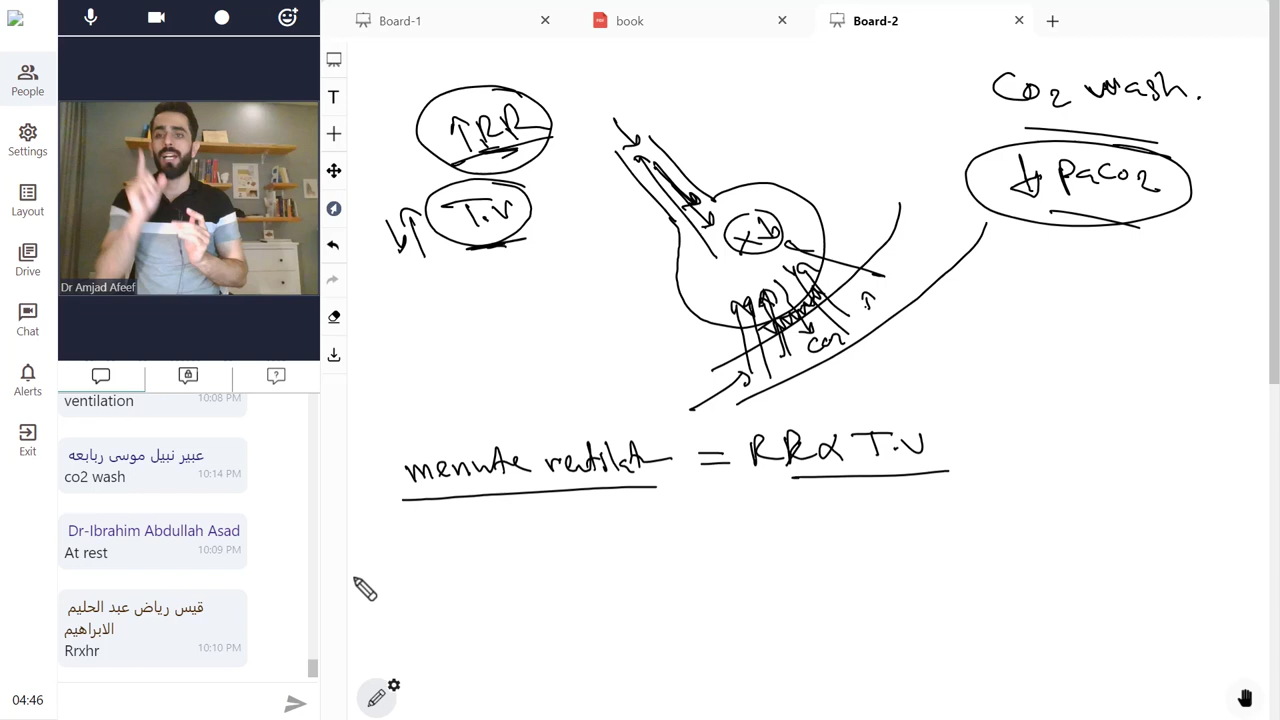 Board-1
book
Board-2
People
Settings
Layout
Drive
Chat
Alerts
Exit
04:46
Dr Amjad Afeef
ventilation
10:08 PM
عبير نبيل موسى ربابعه
co2 wash
10:14 PM
Dr-Ibrahim Abdullah Asad
At rest
10:09 PM
قيس رياض عبد الحليم
الابراهيم
Rrxhr
10:10 PM
T
↑RR
↓↑ T.V
Co2 wash.
↓ PaCo2
Co2
menute ventilat = RR x T.V